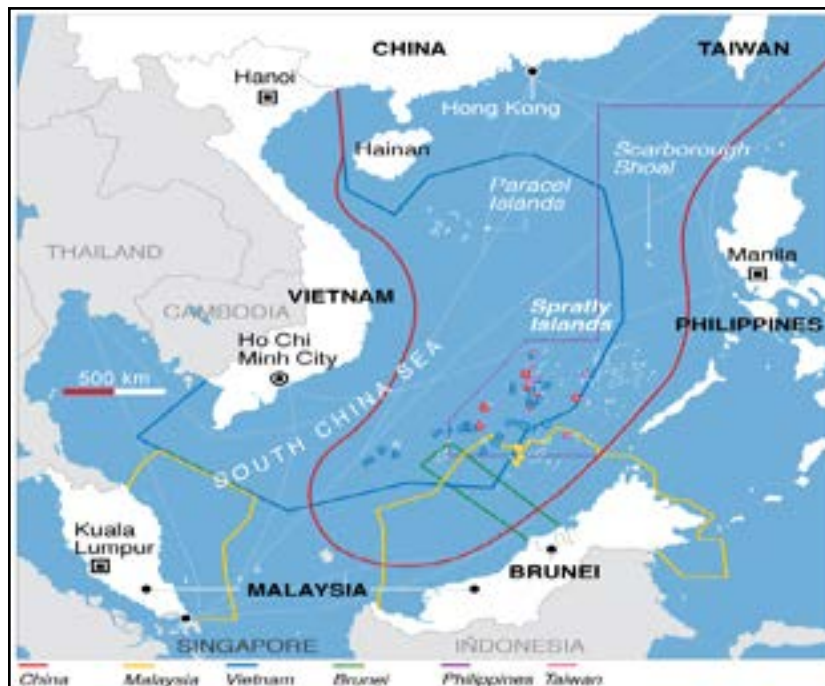 CHINA
TAIWAN
Hanoi
Hong Kong
Hainan
Scarborough
Shoal
Paracel
Islands
THAILAND
Manila
VIETNAM
CAMBODIA
Spratly
Islands
PHILIPPINES
Ho Chi
Minh City
500 km
SOUTH CHINA SEA
Kuala
Lumpur
BRUNEI
MALAYSIA
SINGAPORE
INDONESIA
China
Malaysia
Vietnam
Brunei
Philippines
Taiwan